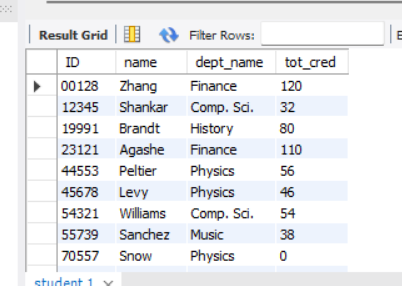 Result Grid Filter Rows:
ID name dept_name tot_cred
00128 Zhang Finance 120
12345 Shankar Comp. Sci. 32
19991 Brandt History 80
23121 Agashe Finance 110
44553 Peltier Physics 56
45678 Levy Physics 46
54321 Williams Comp. Sci. 54
55739 Sanchez Music 38
70557 Snow Physics 0
student 1